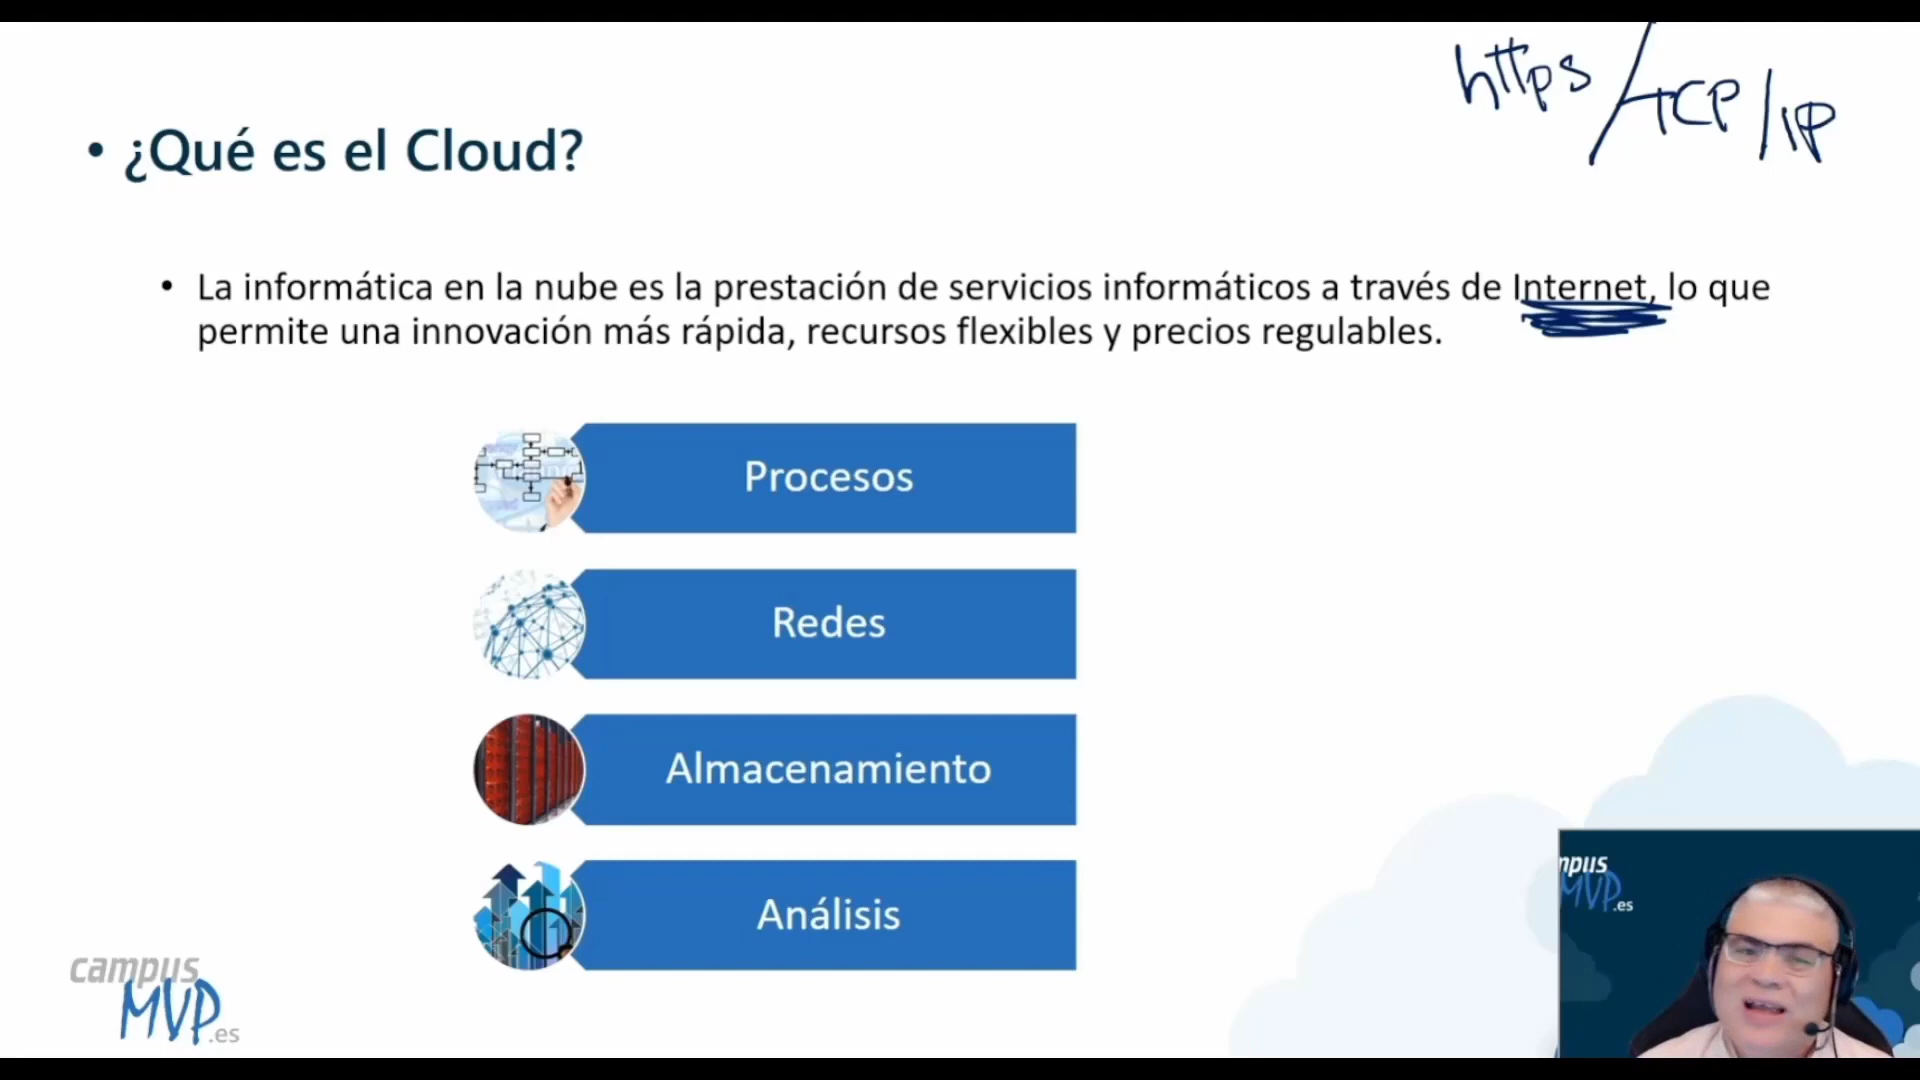 https/TCP/IP
• ¿Qué es el Cloud?
• La informática en la nube es la prestación de servicios informáticos a través de Internet, lo que
permite una innovación más rápida, recursos flexibles y precios regulables.
Procesos
Redes
Almacenamiento
Análisis
campus
MVP.es
mpus
MVP.es